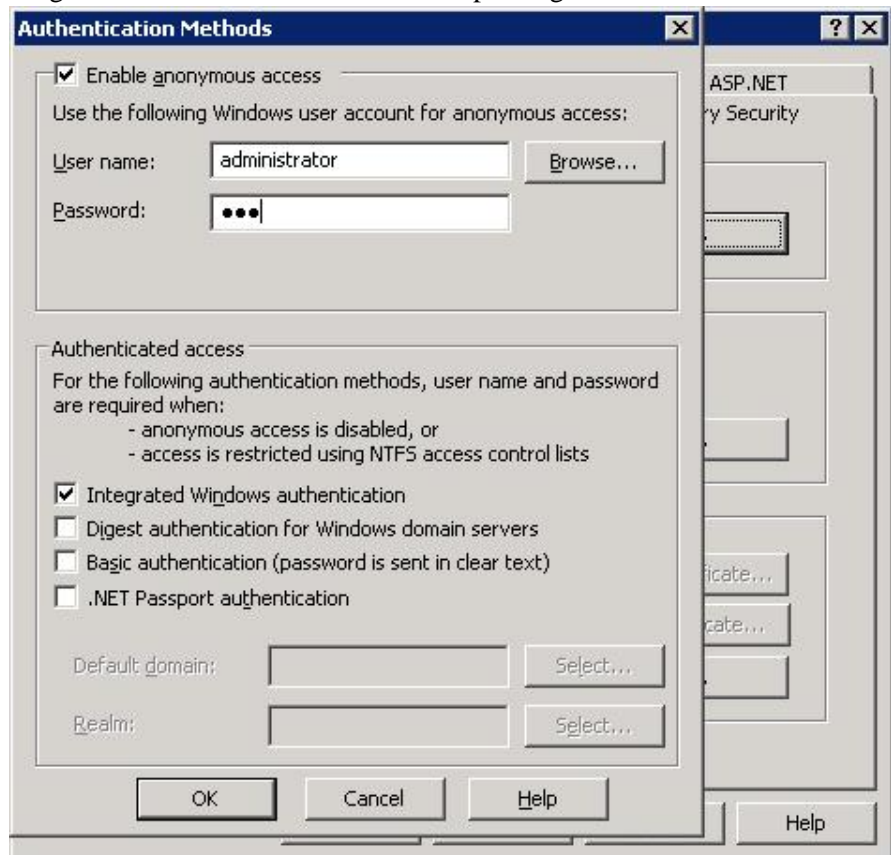 Authentication Methods
Enable anonymous access
Use the following Windows user account for anonymous access:
User name:
administrator
Browse...
Password:
●●●
Authenticated access
For the following authentication methods, user name and password
are required when:
- anonymous access is disabled, or
- access is restricted using NTFS access control lists
Integrated Windows authentication
Digest authentication for Windows domain servers
Basic authentication (password is sent in clear text)
.NET Passport authentication
Default domain:
Select...
Realm:
Select...
OK
Cancel
Help
?
ASP.NET
y Security
ficate...
cate...
Help